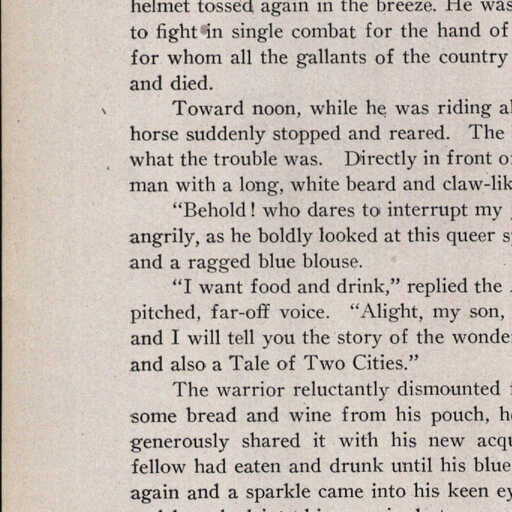 helmet tossed again in the breeze. He was
to fight in single combat for the hand of
for whom all the gallants of the country
and died.
Toward noon, while he was riding
horse suddenly stopped and reared. The
what the trouble was. Directly in front
man with a long, white beard and
"Behold! who dares to interrupt my
angrily, as he boldly looked at this queer
and a ragged blue blouse.
"I want food and drink," replied the
pitched, far-off voice. "Alight, my son,
and I will tell you the story of the
and also a Tale of Two Cities."
The warrior reluctantly dismounted
some bread and wine from his pouch,
generously shared it with his new
fellow had eaten and drunk until his blue
again and a sparkle came into his keen